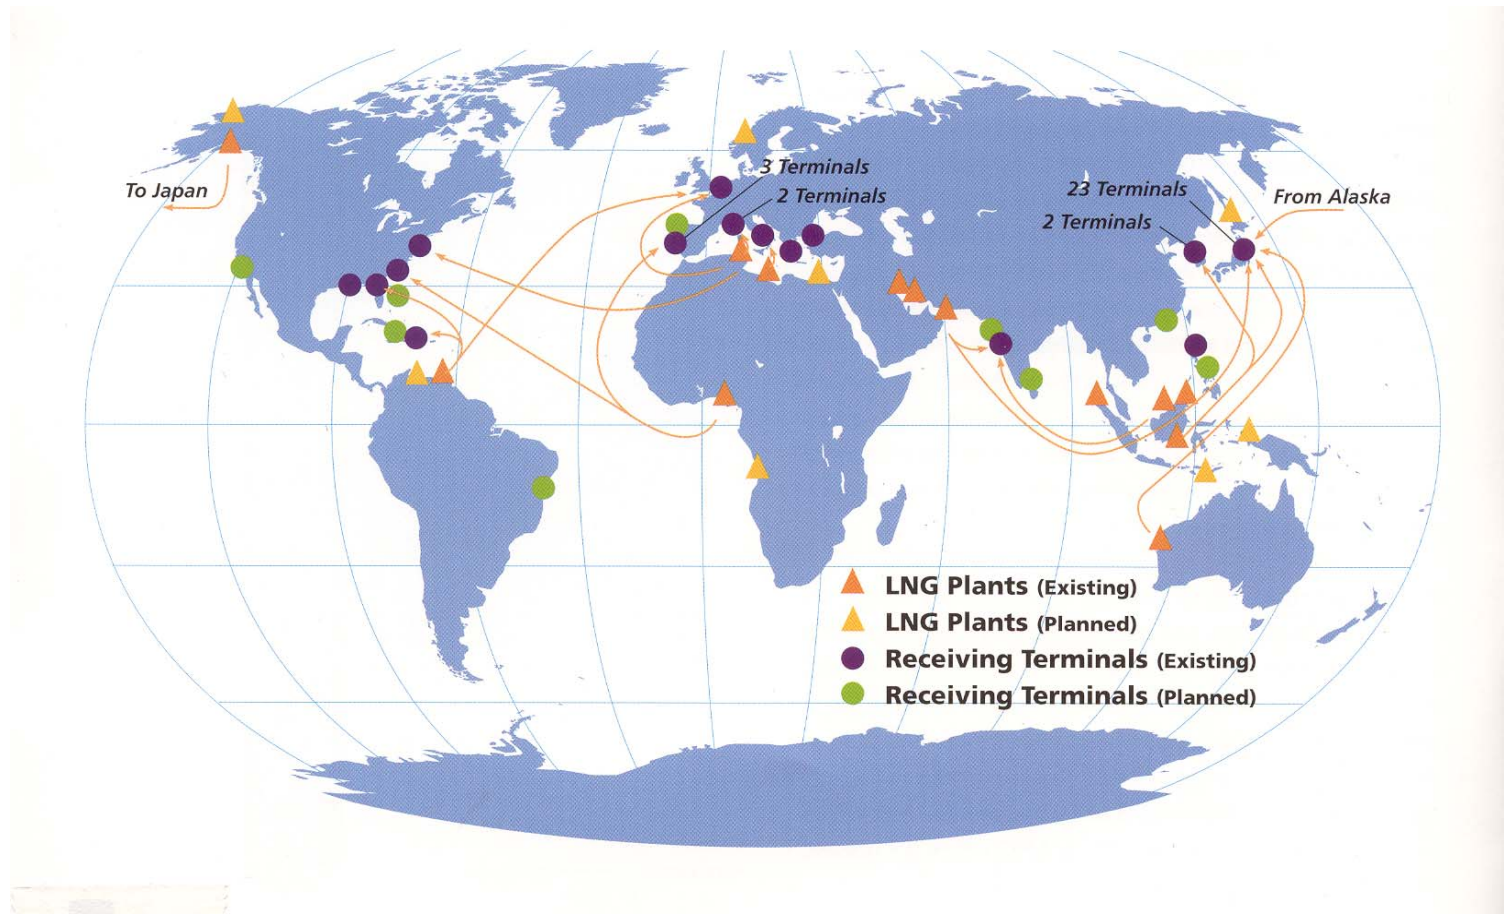 3 Terminals
To Japan
2 Terminals
23 Terminals
From Alaska
2 Terminals
LNG Plants (Existing)
LNG Plants (Planned)
Receiving Terminals (Existing)
Receiving Terminals (Planned)